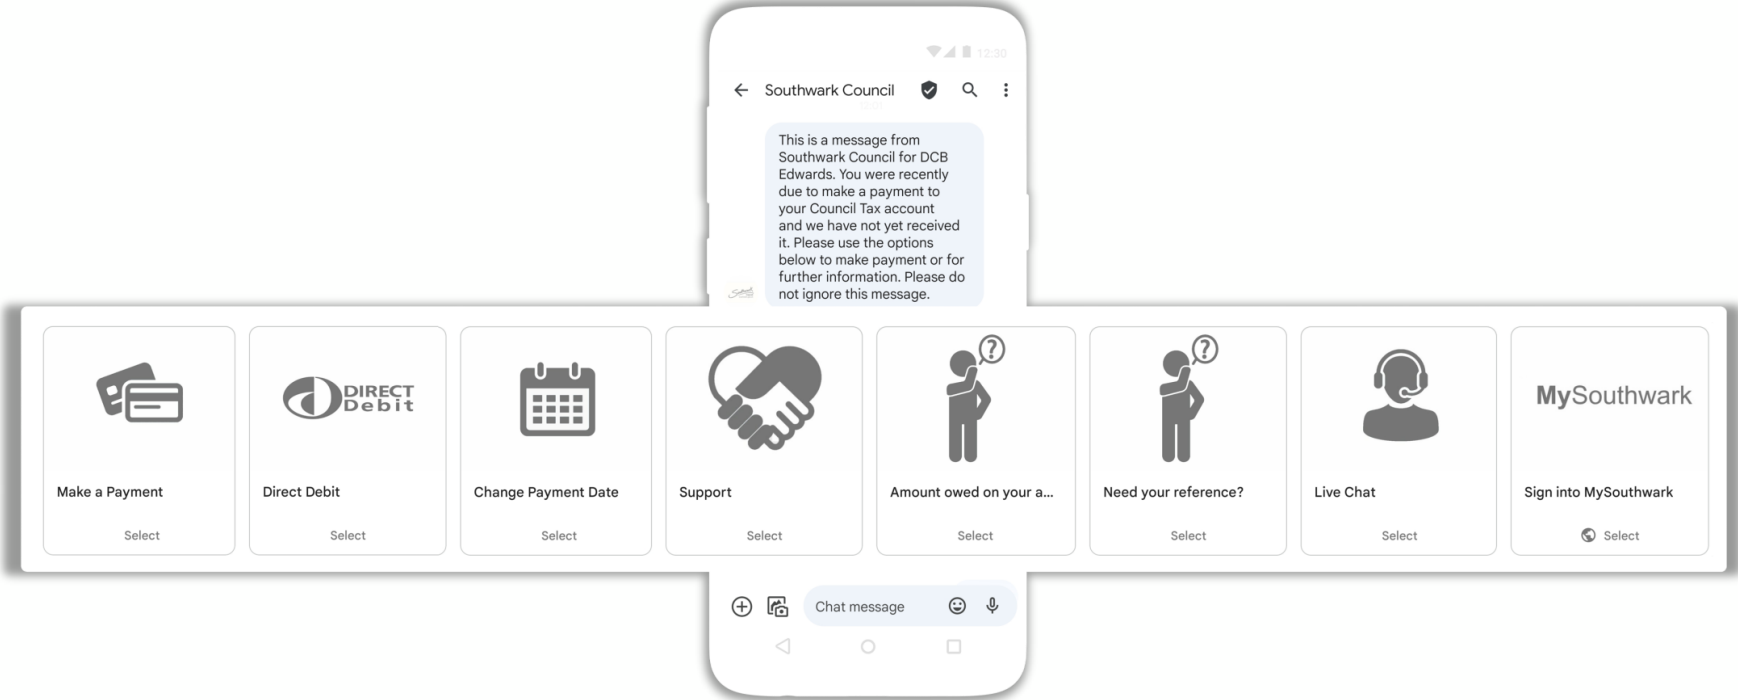 12:30
Southwark Council
This is a message from
Southwark Council for DCB
Edwards. You were recently
due to make a payment to
your Council Tax account
and we have not yet received
it. Please use the options
below to make payment or for
further information. Please do
not ignore this message.
DIRECT
Debit
MySouthwark
Make a Payment
Direct Debit
Change Payment Date
Support
Amount owed on your a...
Need your reference?
Live Chat
Sign into MySouthwark
Select
Select
Select
Select
Select
Select
Select
Select
Chat message